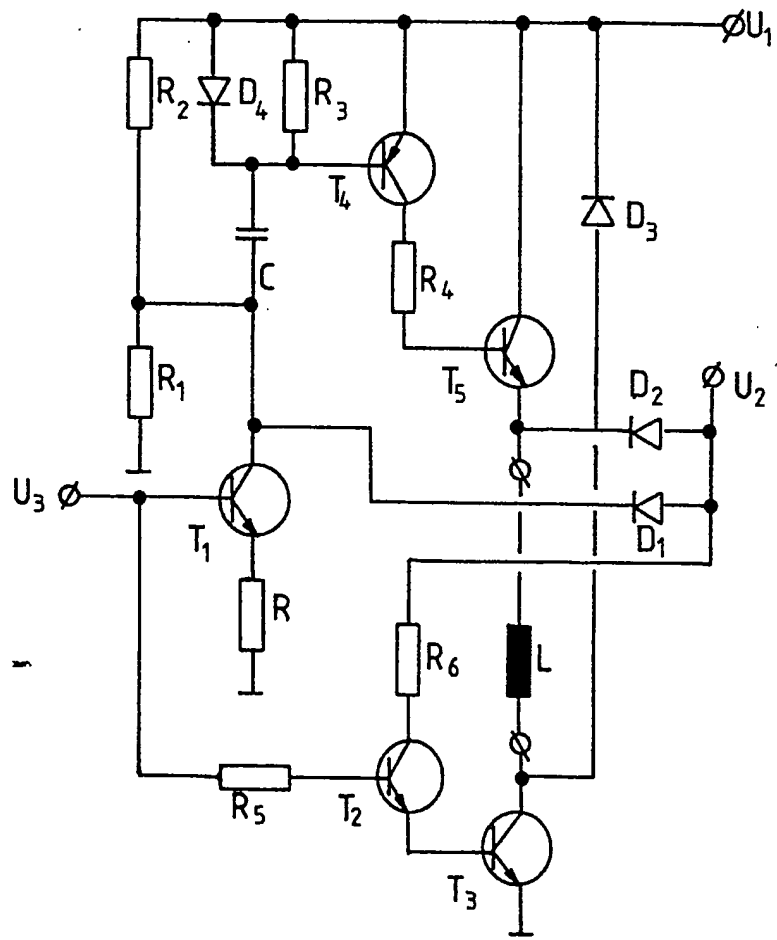 U₁
R₂
D₄
R₃
T₄
C
R₄
D₃
R₁
T₅
D₂
U₂
U₃
T₁
D₁
R
R₆
L
R₅
T₂
T₃